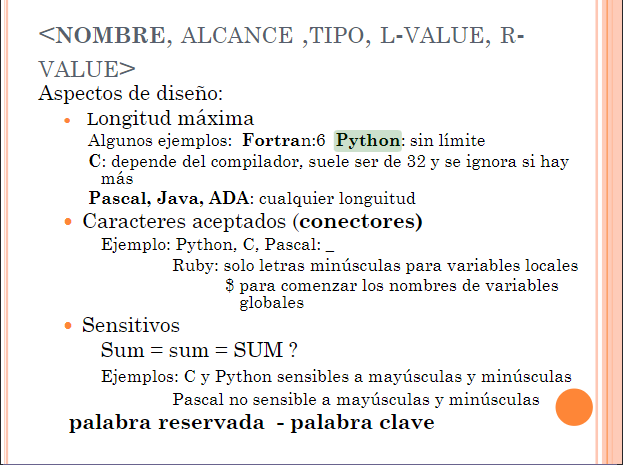 <NOMBRE, ALCANCE ,TIPO, L-VALUE, R-
VALUE>
Aspectos de diseño:
• Longitud máxima
Algunos ejemplos: Fortran:6 Python: sin límite
C: depende del compilador, suele ser de 32 y se ignora si hay
más
Pascal, Java, ADA: cualquier longuitud
• Caracteres aceptados (conectores)
Ejemplo: Python, C, Pascal: _
Ruby: solo letras minúsculas para variables locales
$ para comenzar los nombres de variables
globales
• Sensitivos
Sum = sum = SUM ?
Ejemplos: C y Python sensibles a mayúsculas y minúsculas
Pascal no sensible a mayúsculas y minúsculas
palabra reservada - palabra clave